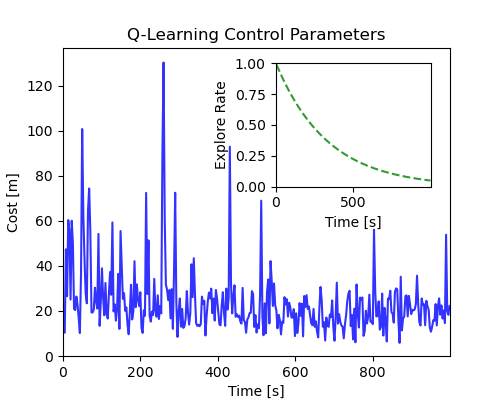 Q-Learning Control Parameters
Cost [m]
120
100
80
60
40
20
0
0 200 400 600 800
Time [s]
Explore Rate
1.00
0.75
0.50
0.25
0.00
0 500
Time [s]